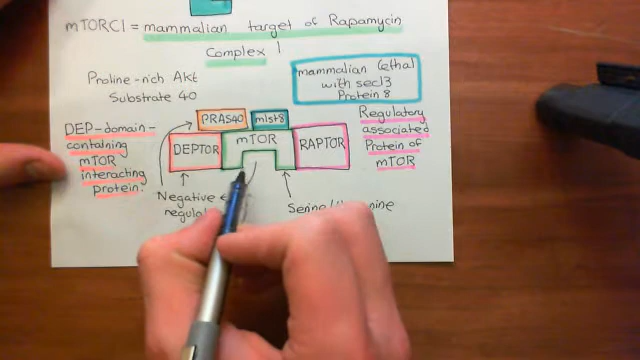 mTORC1 = mammalian target of Rapamycin
Complex 1
Proline-rich Akt
Substrate 40
mammalian lethal
with sec13
Protein 8
DEP-domain-
containing
mTOR
interacting
protein.
PRAS40
mlst8
DEPTOR
mTOR
RAPTOR
Regulatory
associated
Protein of
mTOR
Negative
Serine